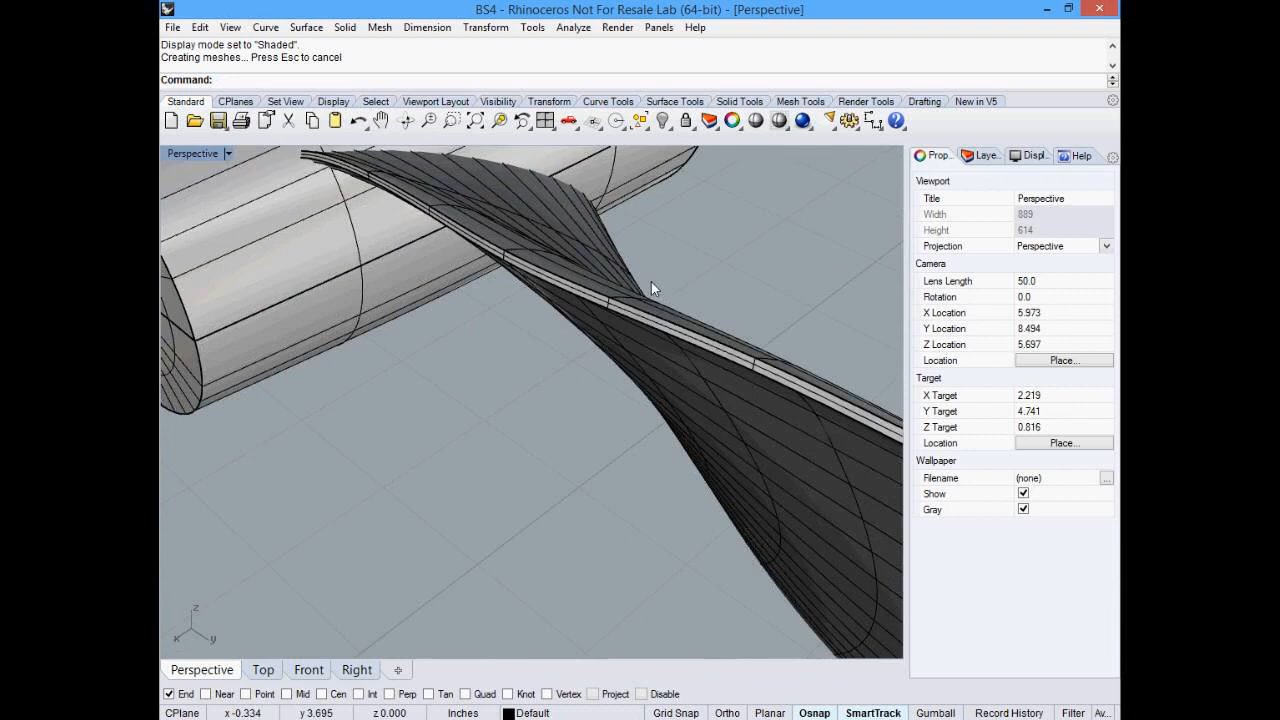 BS4 - Rhinoceros Not For Resale Lab (64-bit) - [Perspective]
File Edit View Curve Surface Solid Mesh Dimension Transform Tools Analyze Render Panels Help
Display mode set to "Shaded".
Creating meshes... Press Esc to cancel
Command:
Standard CPlanes Set View Display Select Viewport Layout Visibility Transform Curve Tools Surface Tools Solid Tools Mesh Tools Render Tools Drafting New in V5
Perspective
Prop... Laye... Displ... Help
Viewport
Title Perspective
Width 889
Height 614
Projection Perspective
Camera
Lens Length 50.0
Rotation 0.0
X Location 5.973
Y Location 8.494
Z Location 5.697
Location Place...
Target
X Target 2.219
Y Target 4.741
Z Target 0.816
Location Place...
Wallpaper
Filename (none) ...
Show
Gray
z
x y
Perspective Top Front Right
End Near Point Mid Cen Int Perp Tan Quad Knot Vertex Project Disable
CPlane x -0.334 y 3.695 z 0.000 Inches Default Grid Snap Ortho Planar Osnap SmartTrack Gumball Record History Filter Av...